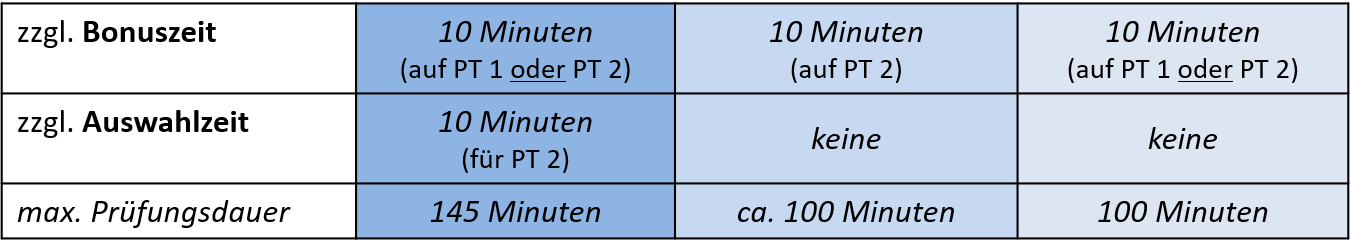 zzgl. Bonuszeit
10 Minuten
(auf PT 1 oder PT 2)
10 Minuten
(auf PT 2)
10 Minuten
(auf PT 1 oder PT 2)
zzgl. Auswahlzeit
10 Minuten
(für PT 2)
keine
keine
max. Prüfungsdauer
145 Minuten
ca. 100 Minuten
100 Minuten